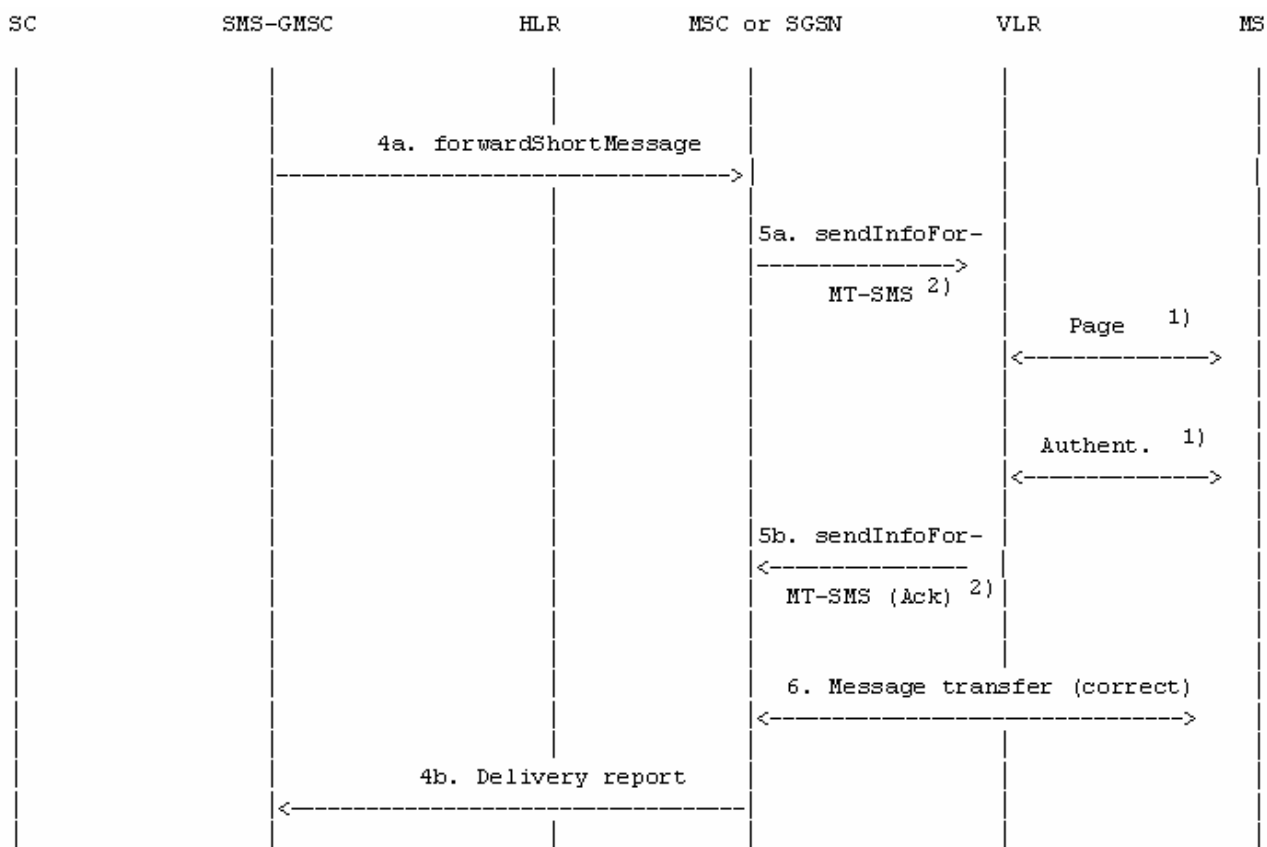 SC SMS-GMSC HLR MSC or SGSN VLR MS
4a. forwardShortMessage
5a. sendInfoFor-
MT-SMS 2)
Page 1)
Authent. 1)
5b. sendInfoFor-
MT-SMS (Ack) 2)
6. Message transfer (correct)
4b. Delivery report